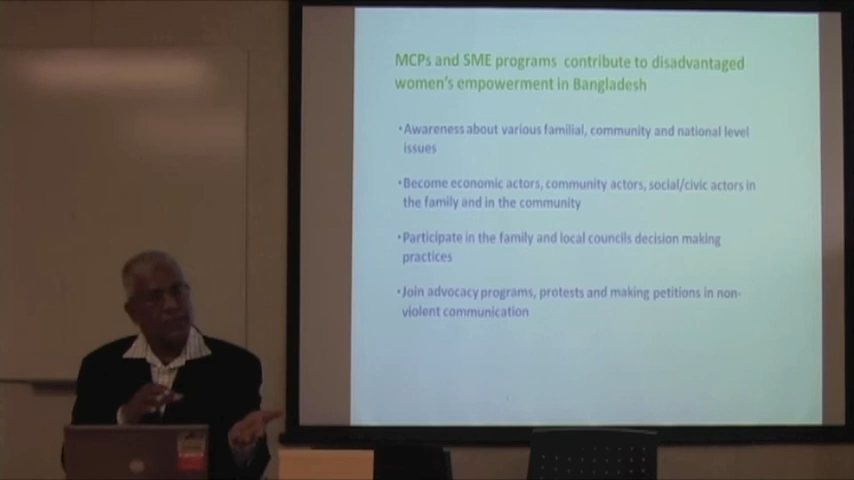 MCPs and SME programs contribute to disadvantaged
women's empowerment in Bangladesh
•Awareness about various familial, community and national level
issues
•Become economic actors, community actors, social/civic actors in
the family and in the community
•Participate in the family and local councils decision making
practices
•Join advocacy programs, protests and making petitions in non-
violent communication